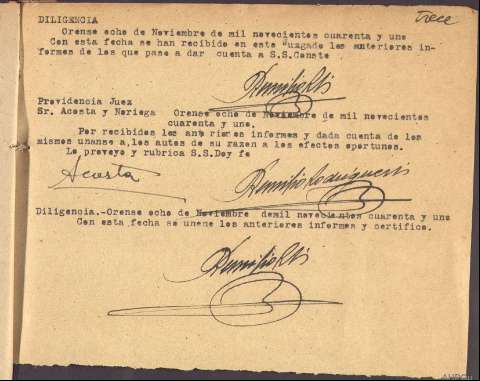 trece
DILIGENCIA
Orense ocho de Noviembre de mil novecientos cuarenta y uno
Con esta fecha se han recibido en este uzgado los anteriores in-
formes de los que paso a dar cuenta a S.S.Conste
Providencia Juez
Sr. Acosta y Noriega Orense ocho de Noviembre de mil novecientos
cuarenta y uno.
Por recibidos los anteriores informes y dada cuenta de los
mismos unanse a los autos de su razon a los efectos oportunos.
Lo proveyo y rubrica S.S.Doy fe
Acosta
Remigio Rodriguez
Diligencia.-Orense ocho de Noviembre demil novecientos cuarenta y uno
Con esta fecha se unene los anteriores informes y certifico.